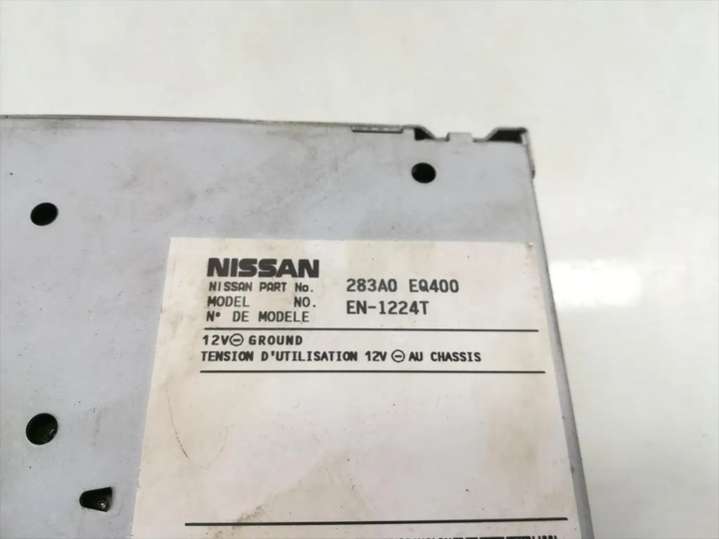 NISSAN
NISSAN PART No. 283A0 EQ400
MODEL NO. EN-1224T
N° DE MODELE
12V⊖ GROUND
TENSION D'UTILISATION 12V ⊖ AU CHASSIS